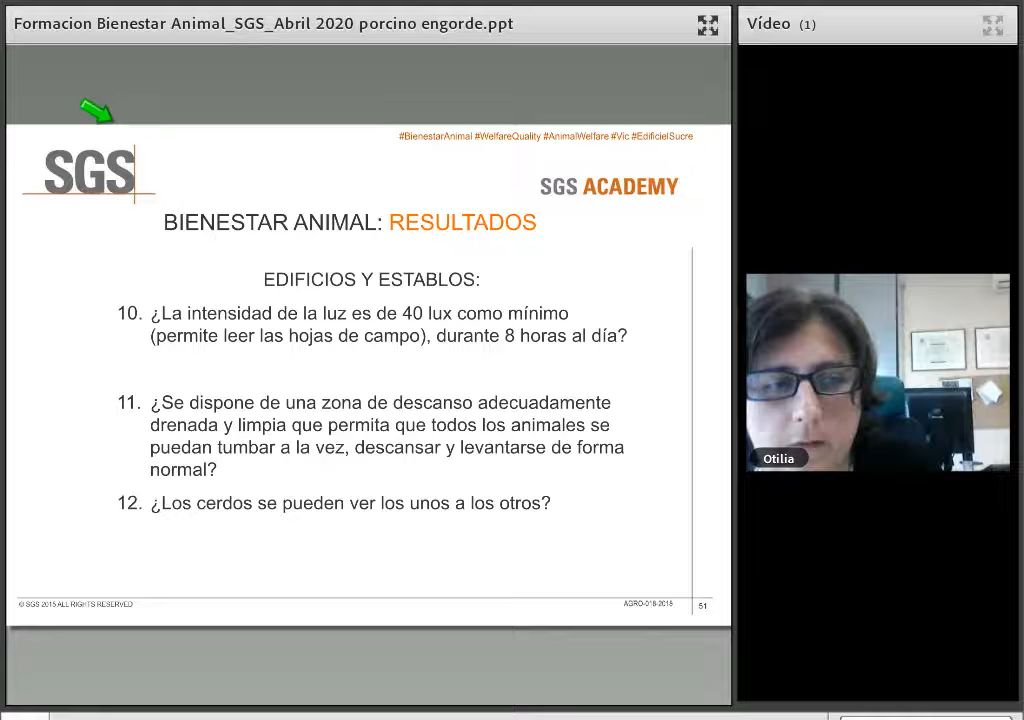 Formacion Bienestar Animal_SGS_Abril 2020 porcino engorde.ppt
Vídeo (1)
#BienestarAnimal #WelfareQuality #AnimalWelfare #Vic #EdificielSucre
SGS
SGS ACADEMY
BIENESTAR ANIMAL: RESULTADOS
EDIFICIOS Y ESTABLOS:
10. ¿La intensidad de la luz es de 40 lux como mínimo
(permite leer las hojas de campo), durante 8 horas al día?
11. ¿Se dispone de una zona de descanso adecuadamente
drenada y limpia que permita que todos los animales se
puedan tumbar a la vez, descansar y levantarse de forma
normal?
12. ¿Los cerdos se pueden ver los unos a los otros?
Otilia
© SGS 2015 ALL RIGHTS RESERVED
AGRO-018-2018
51